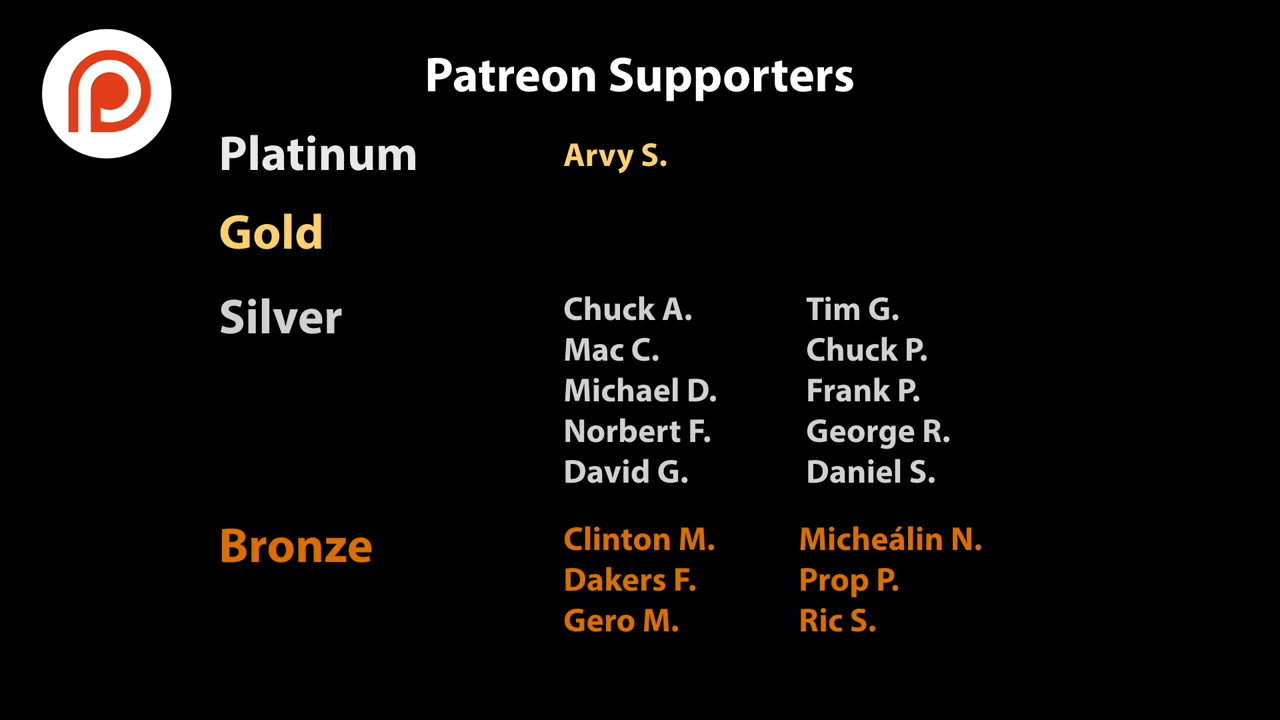 Patreon Supporters
Platinum Arvy S.
Gold
Silver Chuck A. Tim G.
Mac C. Chuck P.
Michael D. Frank P.
Norbert F. George R.
David G. Daniel S.
Bronze Clinton M. Micheálin N.
Dakers F. Prop P.
Gero M. Ric S.